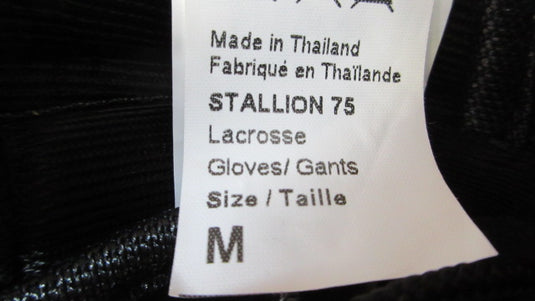 Made in Thailand
Fabriqué en Thaïlande
STALLION 75
Lacrosse
Gloves/ Gants
Size / Taille
M